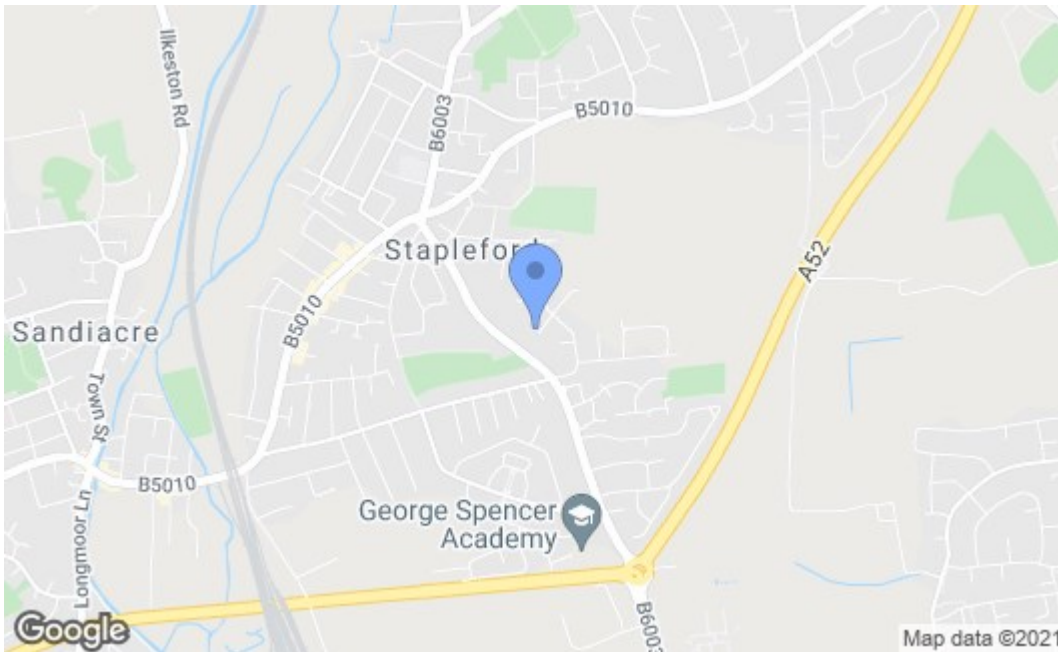 Ilkeston Rd
B6003
B5010
Stapleford
A52
B5010
Sandiacre
Town St
B5010
Longmoor Ln
George Spencer
Academy
B6003
Google
Map data ©2021